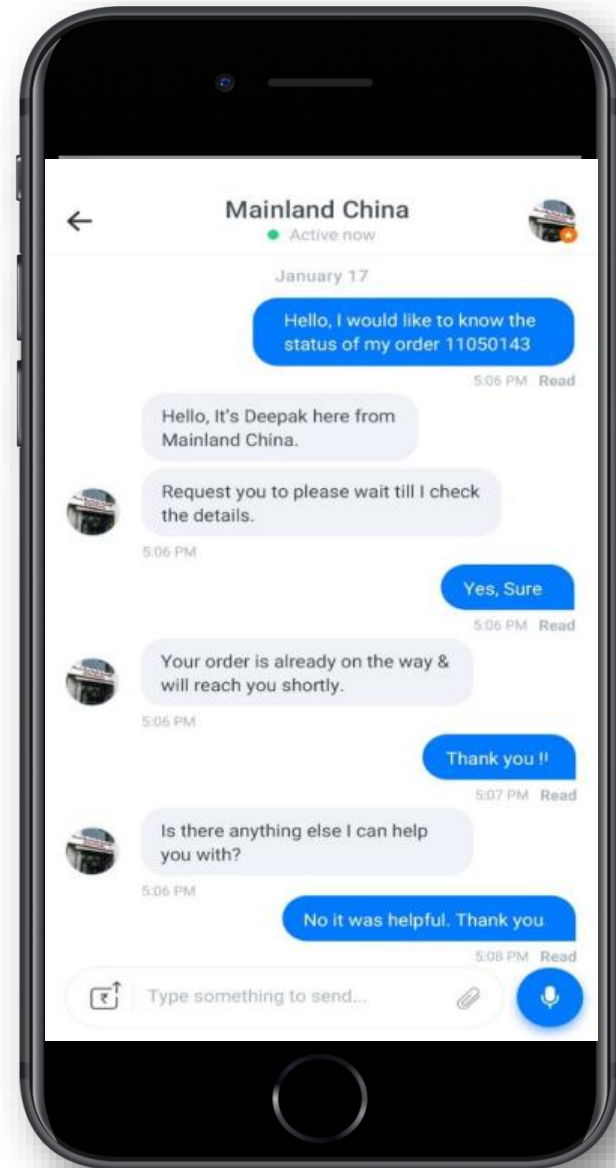 Mainland China
Active now
January 17
Hello, I would like to know the
status of my order 11050143
5:06 PM Read
Hello, It's Deepak here from
Mainland China.
Request you to please wait till I check
the details.
5:06 PM
Yes, Sure
5:06 PM Read
Your order is already on the way &
will reach you shortly.
5:06 PM
Thank you !!
5:07 PM Read
Is there anything else I can help
you with?
5:06 PM
No it was helpful. Thank you
5:08 PM Read
₹
Type something to send...